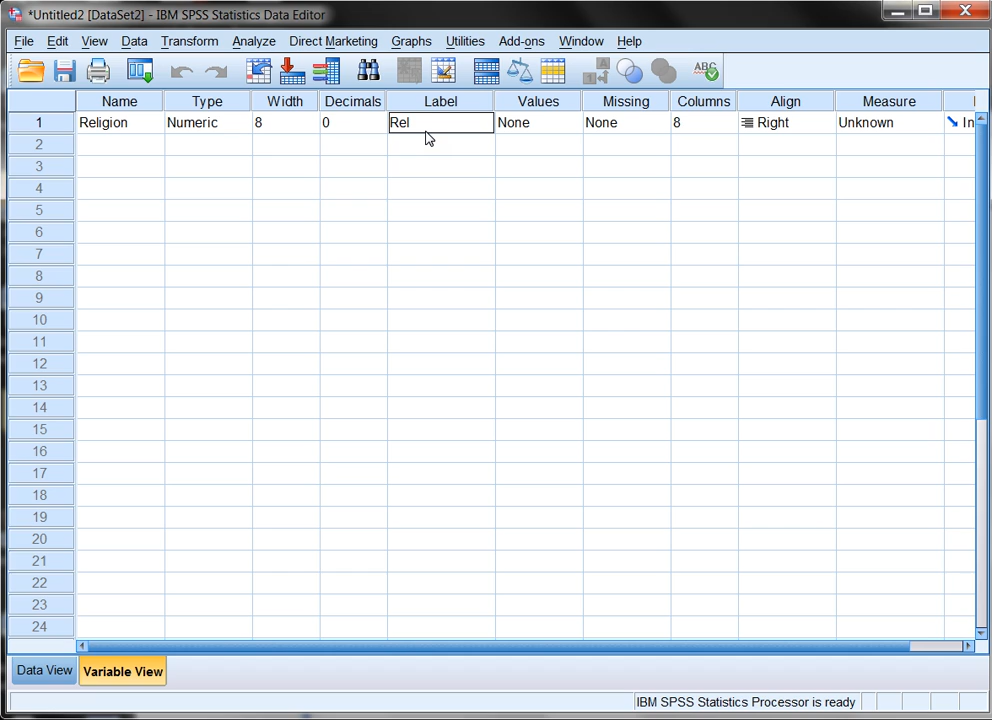 *Untitled2 [DataSet2] - IBM SPSS Statistics Data Editor
File Edit View Data Transform Analyze Direct Marketing Graphs Utilities Add-ons Window Help
A
ABC
Name Type Width Decimals Label Values Missing Columns Align Measure
1 Religion Numeric 8 0 Rel None None 8 Right Unknown In
2
3
4
5
6
7
8
9
10
11
12
13
14
15
16
17
18
19
20
21
22
23
24
Data View Variable View
IBM SPSS Statistics Processor is ready